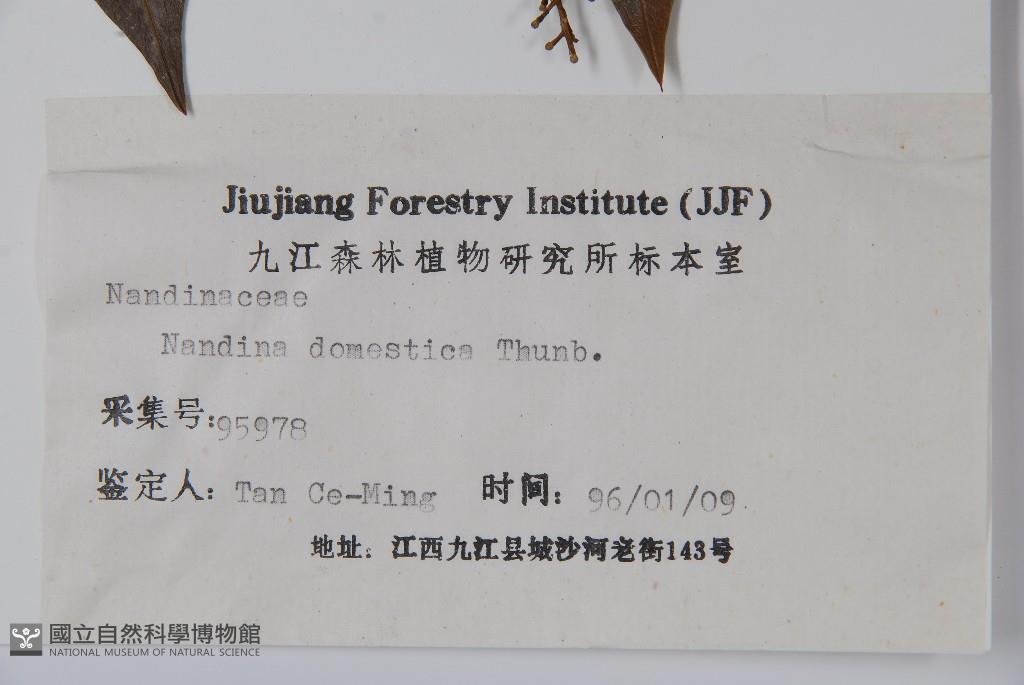 Jiujiang Forestry Institute (JJF)
九江森林植物研究所标本室
Nandinaceae
Nandina domestica Thunb.
采集号:95978
鉴定人: Tan Ce-Ming 时间: 96/01/09.
地址: 江西九江县城沙河老街143号
國立自然科學博物館
NATIONAL MUSEUM OF NATURAL SCIENCE